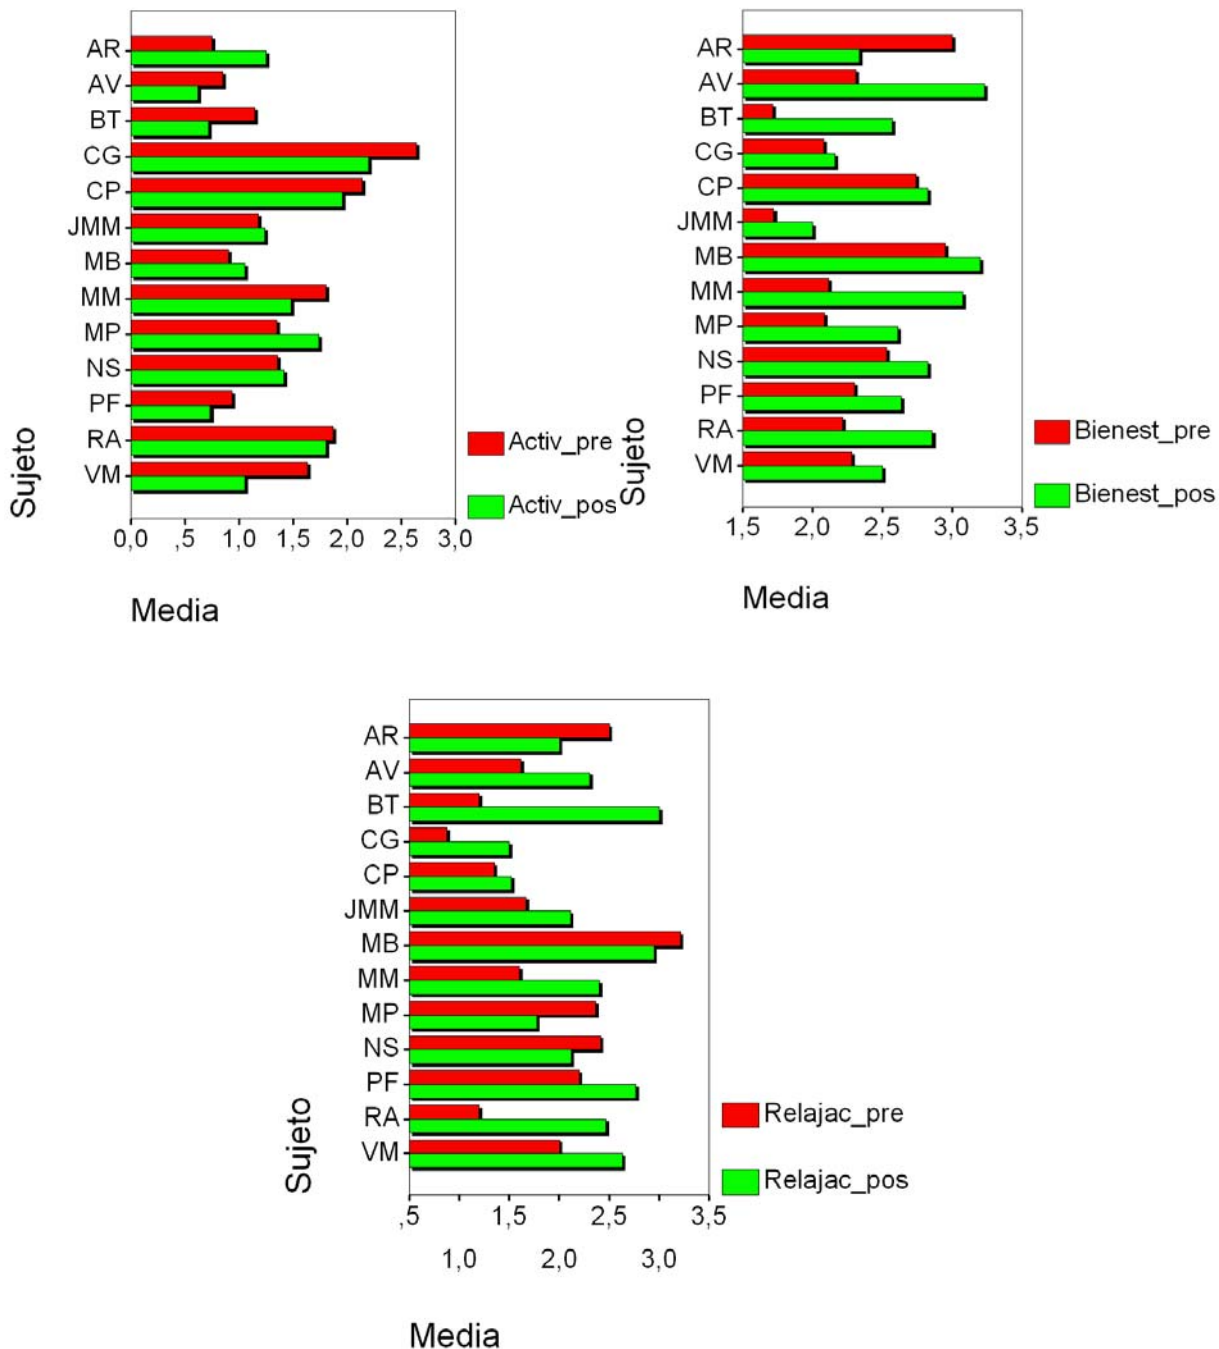 AR
AV
BT
CG
CP
JMM
MB
MM
MP
NS
PF
RA
VM
Sujeto
Activ_pre
Activ_pos
0,0 ,5 1,0 1,5 2,0 2,5 3,0
Media
AR
AV
BT
CG
CP
JMM
MB
MM
MP
NS
PF
RA
VM
Sujeto
Bienest_pre
Bienest_pos
1,5 2,0 2,5 3,0 3,5
Media
AR
AV
BT
CG
CP
JMM
MB
MM
MP
NS
PF
RA
VM
Sujeto
Relajac_pre
Relajac_pos
,5 1,5 2,5 3,5
1,0 2,0 3,0
Media